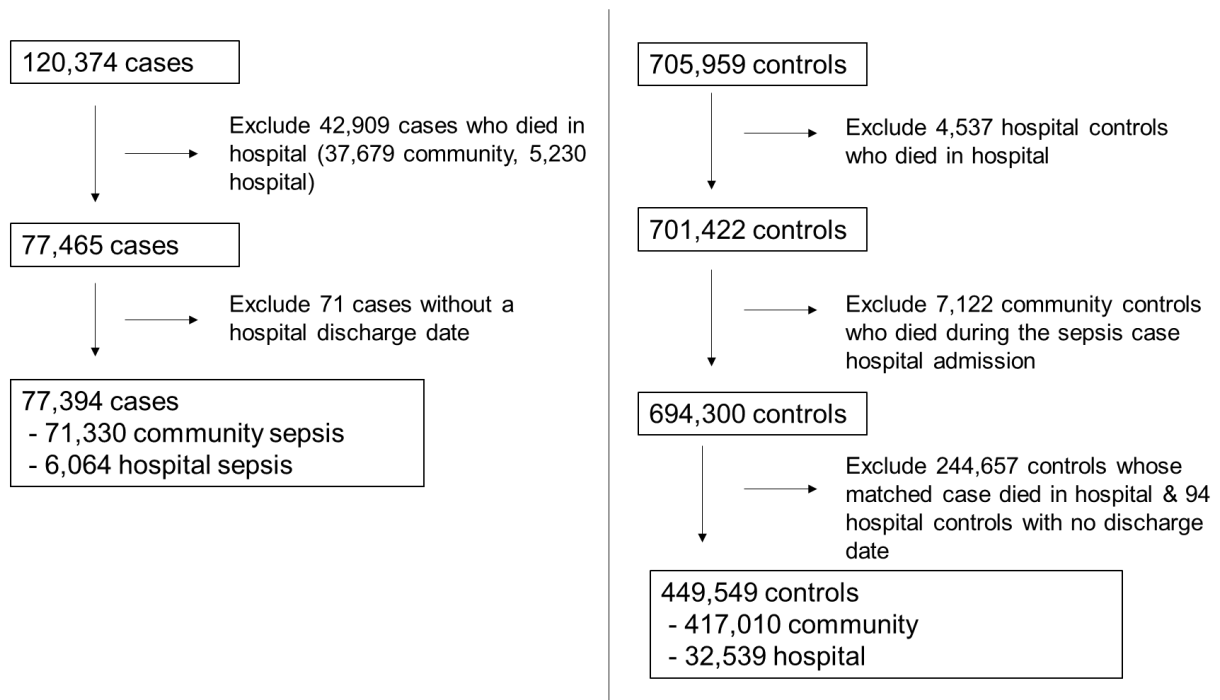 120,374 cases
Exclude 42,909 cases who died in
hospital (37,679 community, 5,230
hospital)
77,465 cases
Exclude 71 cases without a
hospital discharge date
77,394 cases
- 71,330 community sepsis
- 6,064 hospital sepsis
705,959 controls
Exclude 4,537 hospital controls
who died in hospital
701,422 controls
Exclude 7,122 community controls
who died during the sepsis case
hospital admission
694,300 controls
Exclude 244,657 controls whose
matched case died in hospital & 94
hospital controls with no discharge
date
449,549 controls
- 417,010 community
- 32,539 hospital